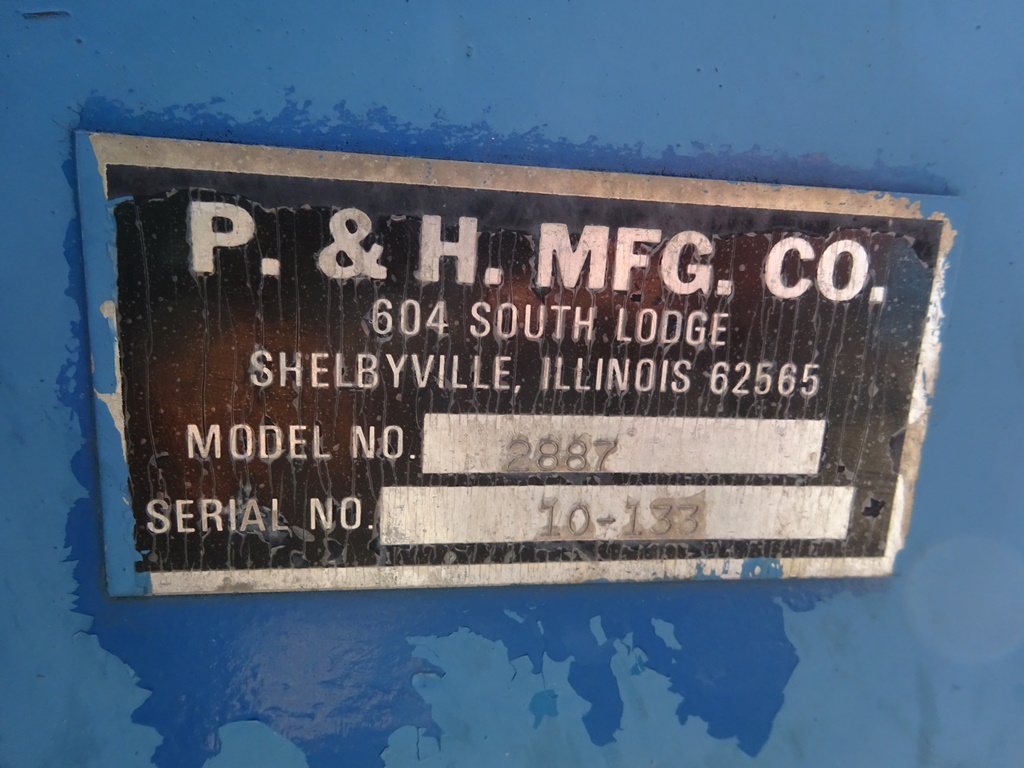 P. & H. MFG. CO.
604 SOUTH LODGE
SHELBYVILLE, ILLINOIS 62565
MODEL NO. 2887
SERIAL NO. 10-133